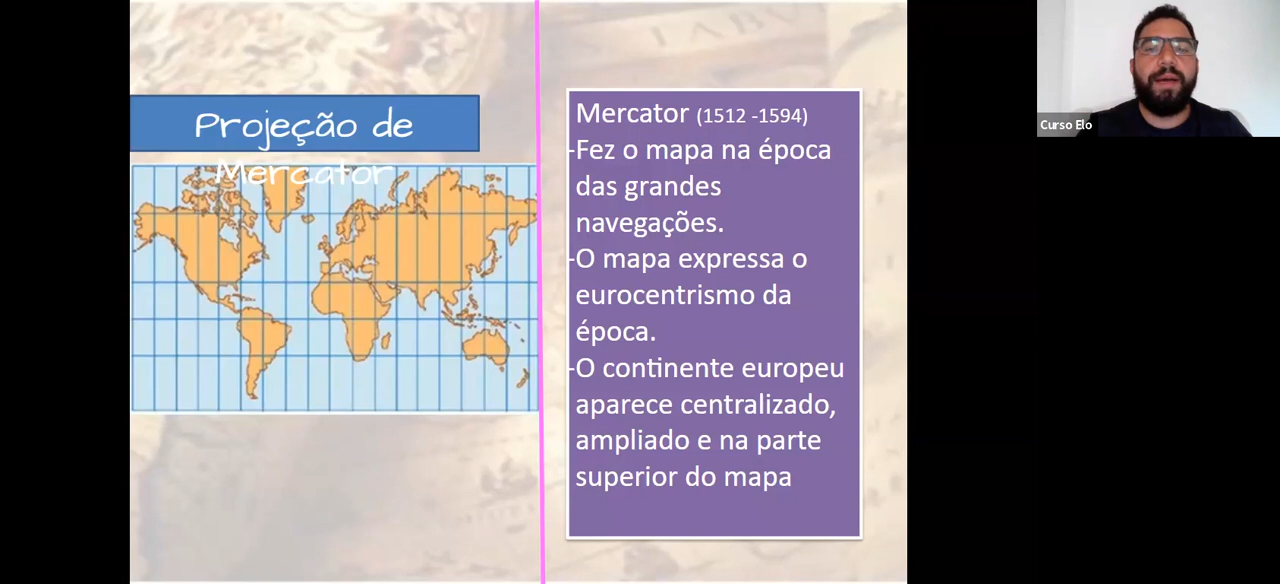 Projeção de
Mercator
Mercator (1512 -1594)
-Fez o mapa na época
das grandes
navegações.
-O mapa expressa o
eurocentrismo da
época.
-O continente europeu
aparece centralizado,
ampliado e na parte
superior do mapa
Curso Elo